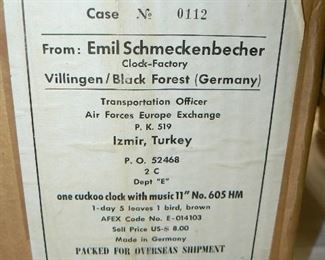 Case № 0112
From: Emil Schmeckenbecher
Clock-Factory
Villingen/Black Forest (Germany)
Transportation Officer
Air Forces Europe Exchange
P. K. 519
Izmir, Turkey
P. O. 52468
2 C
Dept "E"
one cuckoo clock with music 11" No. 605 HM
1-day 5 leaves 1 bird, brown
AFEX Code No. E-014103
Sell Price US-$ 8.00
Made in Germany
PACKED FOR OVERSEAS SHIPMENT